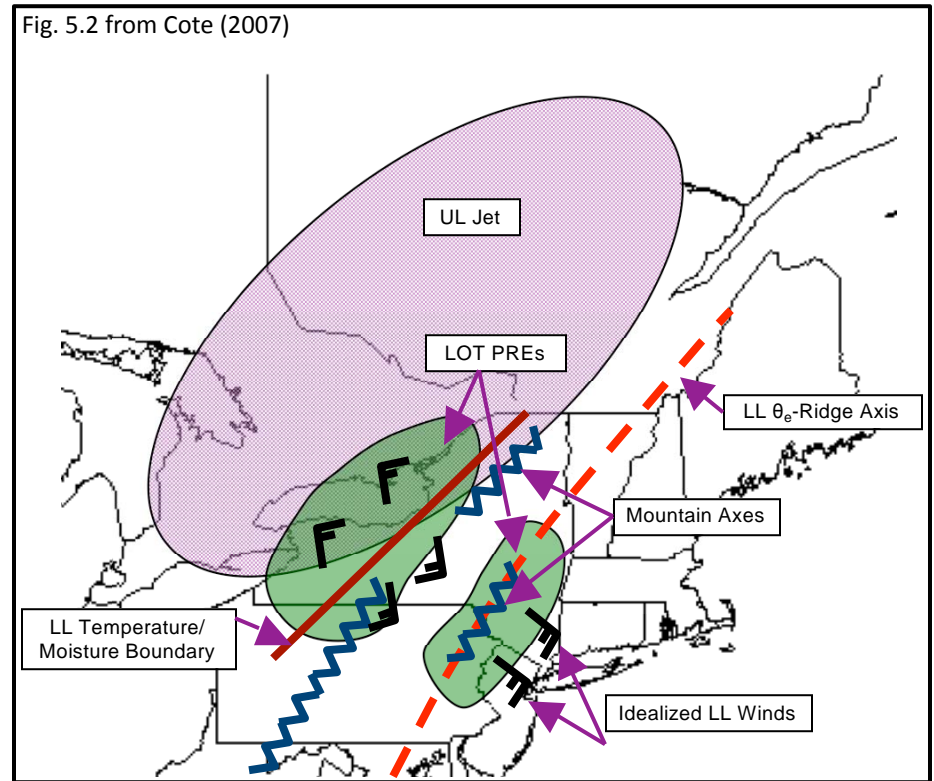 Fig. 5.2 from Cote (2007)
UL Jet
LOT PREs
LL θₑ-Ridge Axis
Mountain Axes
LL Temperature/
Moisture Boundary
Idealized LL Winds